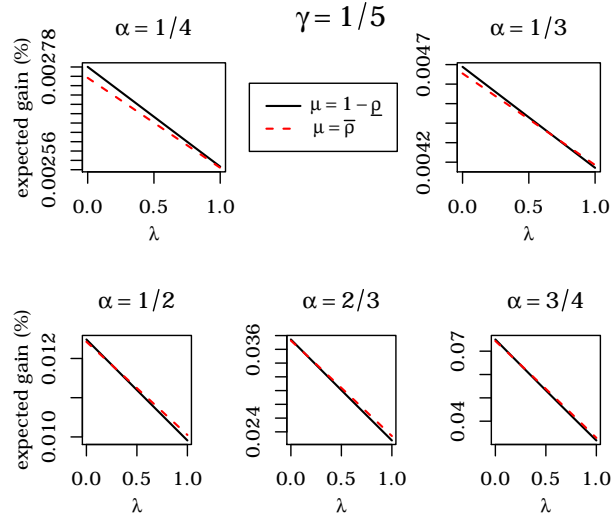 γ = 1/5
α = 1/4
expected gain (%)
0.00256
0.00278
0.0
0.5
1.0
λ
μ = 1 − ρ
μ = ρ̅
α = 1/3
0.0042
0.0047
0.0
0.5
1.0
λ
α = 1/2
expected gain (%)
0.010
0.012
0.0
0.5
1.0
λ
α = 2/3
0.024
0.036
0.0
0.5
1.0
λ
α = 3/4
0.04
0.07
0.0
0.5
1.0
λ